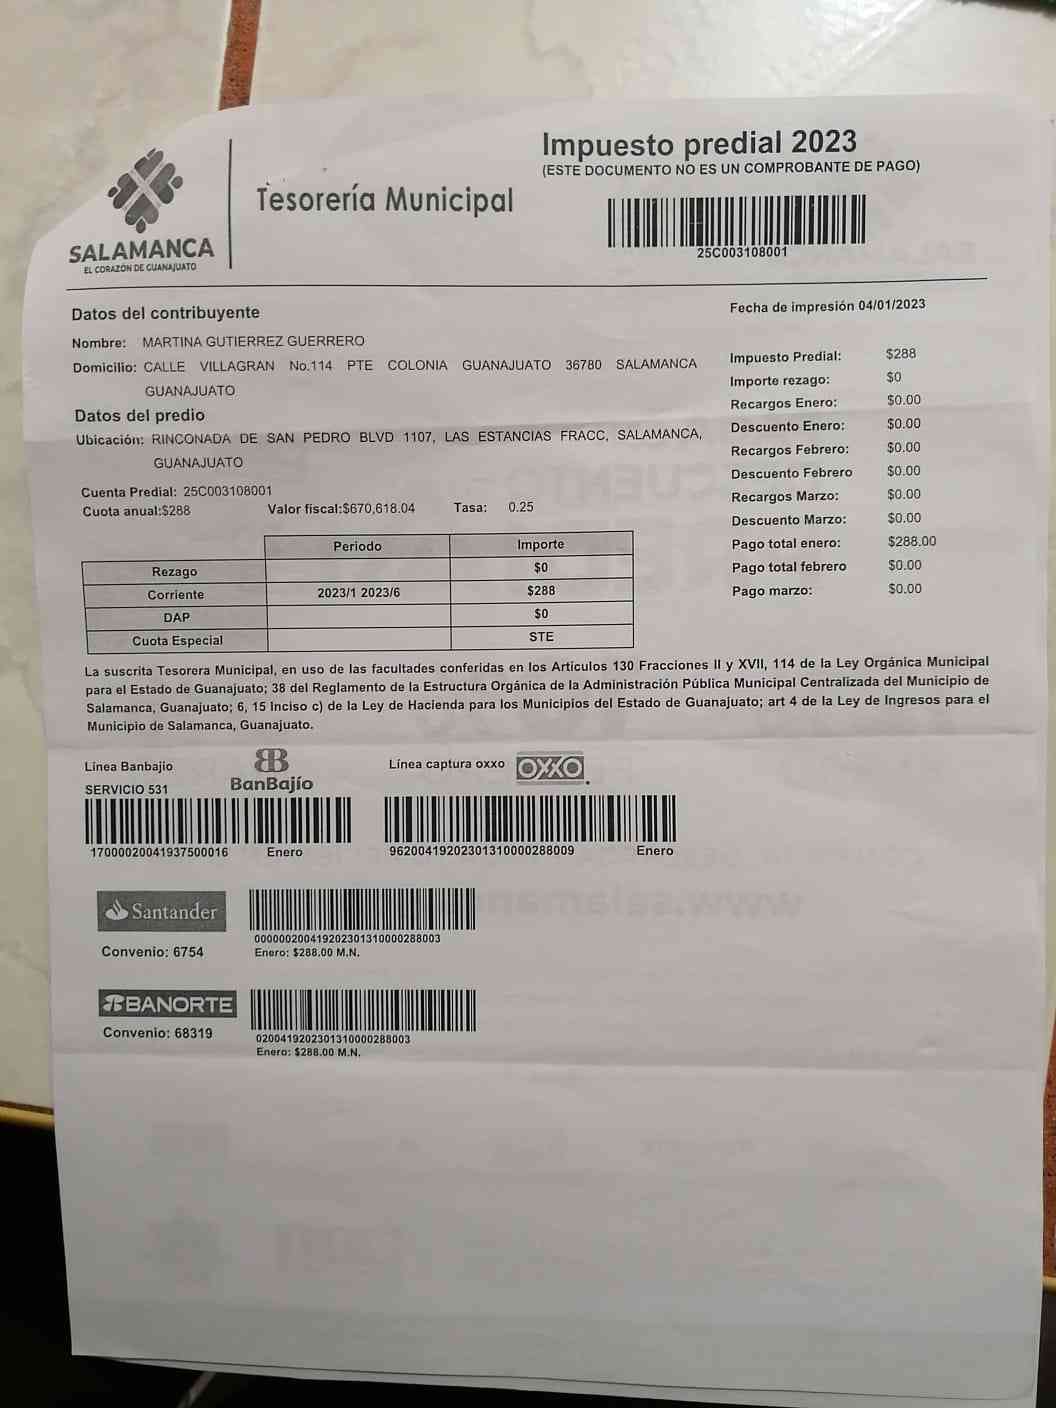 Impuesto predial 2023
(ESTE DOCUMENTO NO ES UN COMPROBANTE DE PAGO)
SALAMANCA
EL CORAZÓN DE GUANAJUATO
Tesorería Municipal
25C003108001
Datos del contribuyente
Nombre: MARTINA GUTIERREZ GUERRERO
Domicilio: CALLE VILLAGRAN No.114 PTE COLONIA GUANAJUATO 36780 SALAMANCA
GUANAJUATO
Datos del predio
Ubicación: RINCONADA DE SAN PEDRO BLVD 1107, LAS ESTANCIAS FRACC, SALAMANCA,
GUANAJUATO
Cuenta Predial: 25C003108001
Cuota anual:$288 Valor fiscal:$670,618.04 Tasa: 0.25
Fecha de impresión 04/01/2023
Impuesto Predial: $288
Importe rezago: $0
Recargos Enero: $0.00
Descuento Enero: $0.00
Recargos Febrero: $0.00
Descuento Febrero $0.00
Recargos Marzo: $0.00
Descuento Marzo: $0.00
Pago total enero: $288.00
Pago total febrero $0.00
Pago marzo: $0.00
Periodo Importe
Rezago $0
Corriente 2023/1 2023/6 $288
DAP $0
Cuota Especial STE
La suscrita Tesorera Municipal, en uso de las facultades conferidas en los Artículos 130 Fracciones II y XVII, 114 de la Ley Orgánica Municipal
para el Estado de Guanajuato; 38 del Reglamento de la Estructura Orgánica de la Administración Pública Municipal Centralizada del Municipio de
Salamanca, Guanajuato; 6, 15 Inciso c) de la Ley de Hacienda para los Municipios del Estado de Guanajuato; art 4 de la Ley de Ingresos para el
Municipio de Salamanca, Guanajuato.
Línea Banbajio
SERVICIO 531
BanBajío
17000020041937500016 Enero
Línea captura oxxo
OXXO
96200419202301310000288009 Enero
Santander
Convenio: 6754
000000200419202301310000288003
Enero: $288.00 M.N.
BANORTE
Convenio: 68319
0200419202301310000288003
Enero: $288.00 M.N.